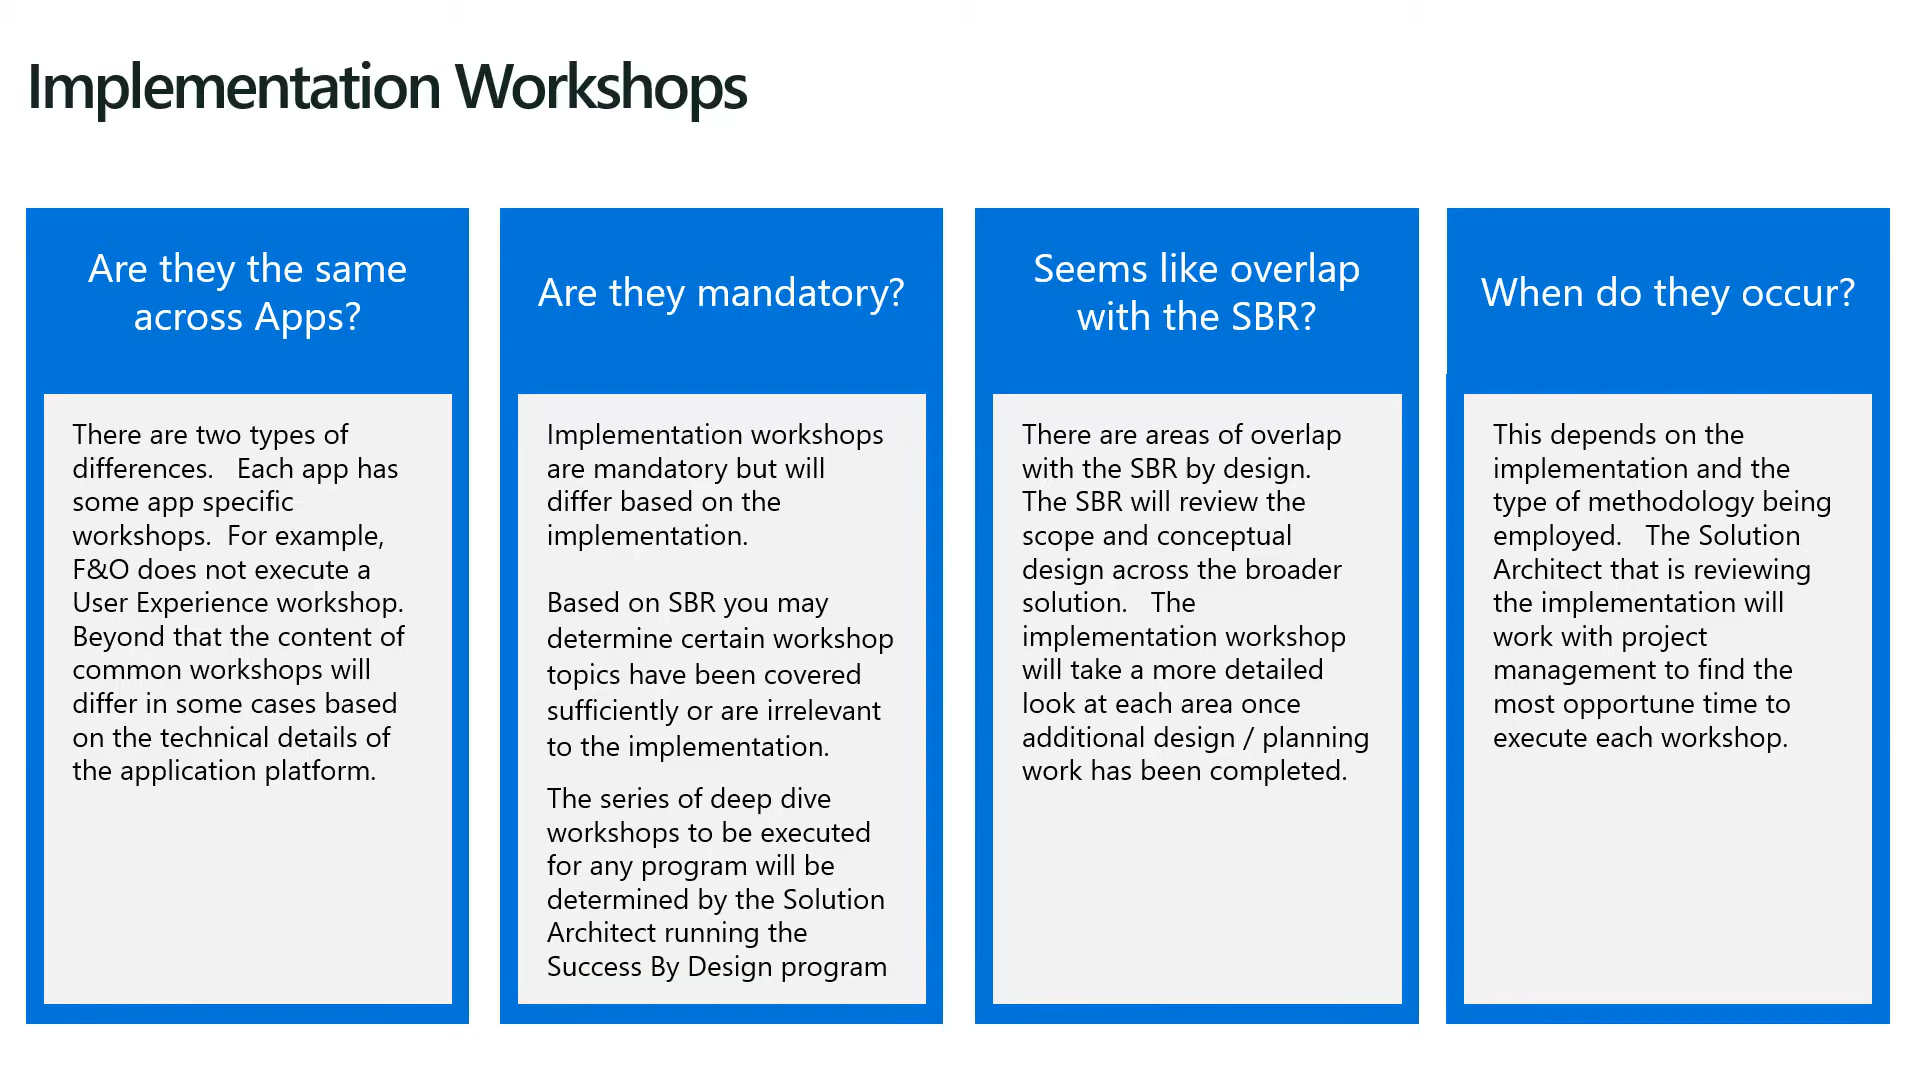 Implementation Workshops
Are they the same
across Apps?
There are two types of
differences.   Each app has
some app specific
workshops.  For example,
F&O does not execute a
User Experience workshop.
Beyond that the content of
common workshops will
differ in some cases based
on the technical details of
the application platform.
Are they mandatory?
Implementation workshops
are mandatory but will
differ based on the
implementation.
Based on SBR you may
determine certain workshop
topics have been covered
sufficiently or are irrelevant
to the implementation.
The series of deep dive
workshops to be executed
for any program will be
determined by the Solution
Architect running the
Success By Design program
Seems like overlap
with the SBR?
There are areas of overlap
with the SBR by design.
The SBR will review the
scope and conceptual
design across the broader
solution.   The
implementation workshop
will take a more detailed
look at each area once
additional design / planning
work has been completed.
When do they occur?
This depends on the
implementation and the
type of methodology being
employed.   The Solution
Architect that is reviewing
the implementation will
work with project
management to find the
most opportune time to
execute each workshop.